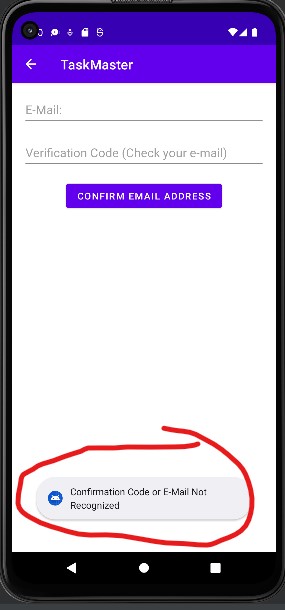 TaskMaster
E-Mail:
Verification Code (Check your e-mail)
CONFIRM EMAIL ADDRESS
Confirmation Code or E-Mail Not
Recognized